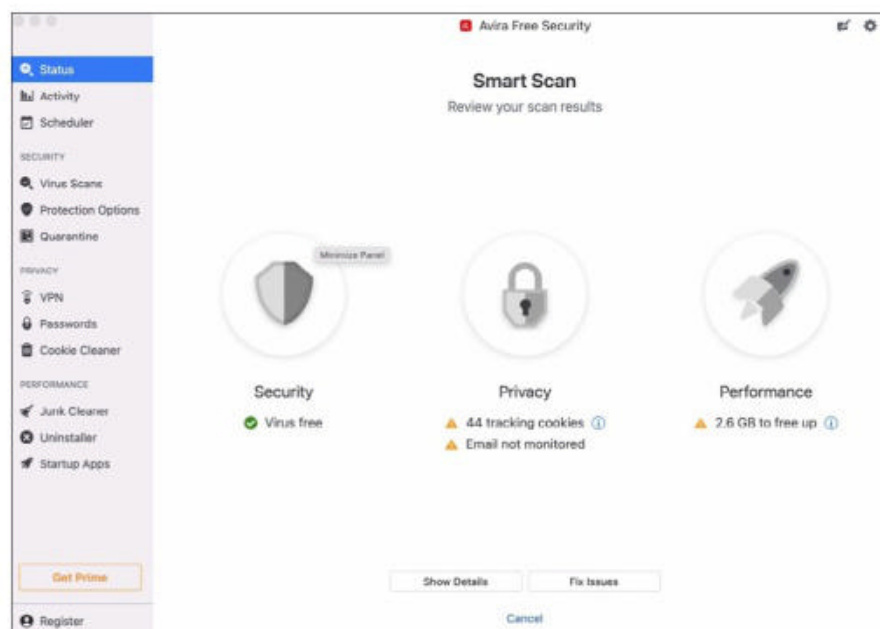 Avira Free Security
Status
Activity
Scheduler
SECURITY
Virus Scans
Protection Options
Quarantine
PRIVACY
VPN
Passwords
Cookie Cleaner
PERFORMANCE
Junk Cleaner
Uninstaller
Startup Apps
Get Prime
Register
Smart Scan
Review your scan results
Minimize Panel
Security
Virus free
Privacy
44 tracking cookies
Email not monitored
Performance
2.6 GB to free up
Show Details
Fix Issues
Cancel